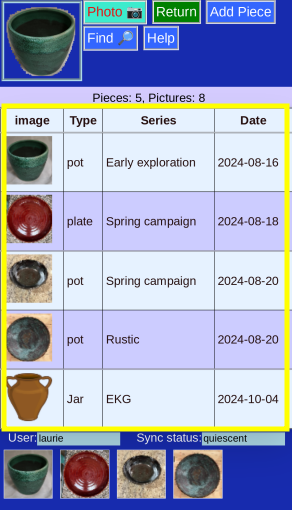 Photo Return Add Piece
Find Help
Pieces: 5, Pictures: 8
image Type Series Date
pot Early exploration 2024-08-16
plate Spring campaign 2024-08-18
pot Spring campaign 2024-08-20
pot Rustic 2024-08-20
Jar EKG 2024-10-04
User: laurie Sync status: quiescent